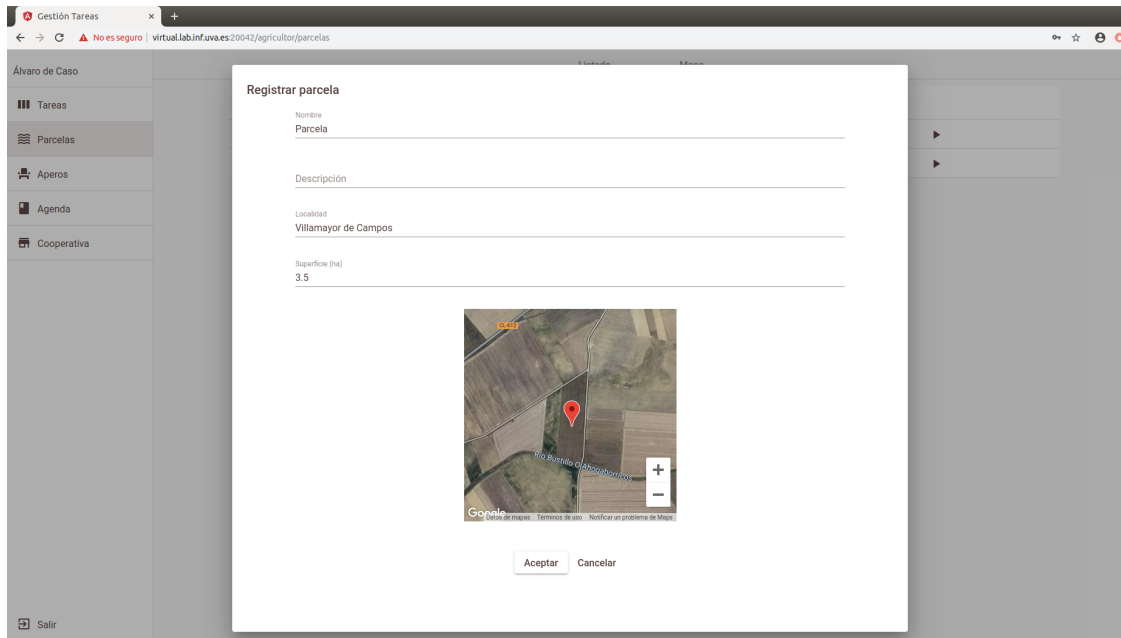 Gestión Tareas
No es seguro | virtual.lab.inf.uva.es:20042/agricultor/parcelas
Álvaro de Caso
Listado Mapa
Tareas
Parcelas
Aperos
Agenda
Cooperativa
Salir
Registrar parcela
Nombre
Parcela
Descripción
Localidad
Villamayor de Campos
Superficie (ha)
3.5
CL-612
Río Bustillo O Ahogaborricos
Google
Datos de mapas Términos de uso Notificar un problema de Maps
Aceptar Cancelar